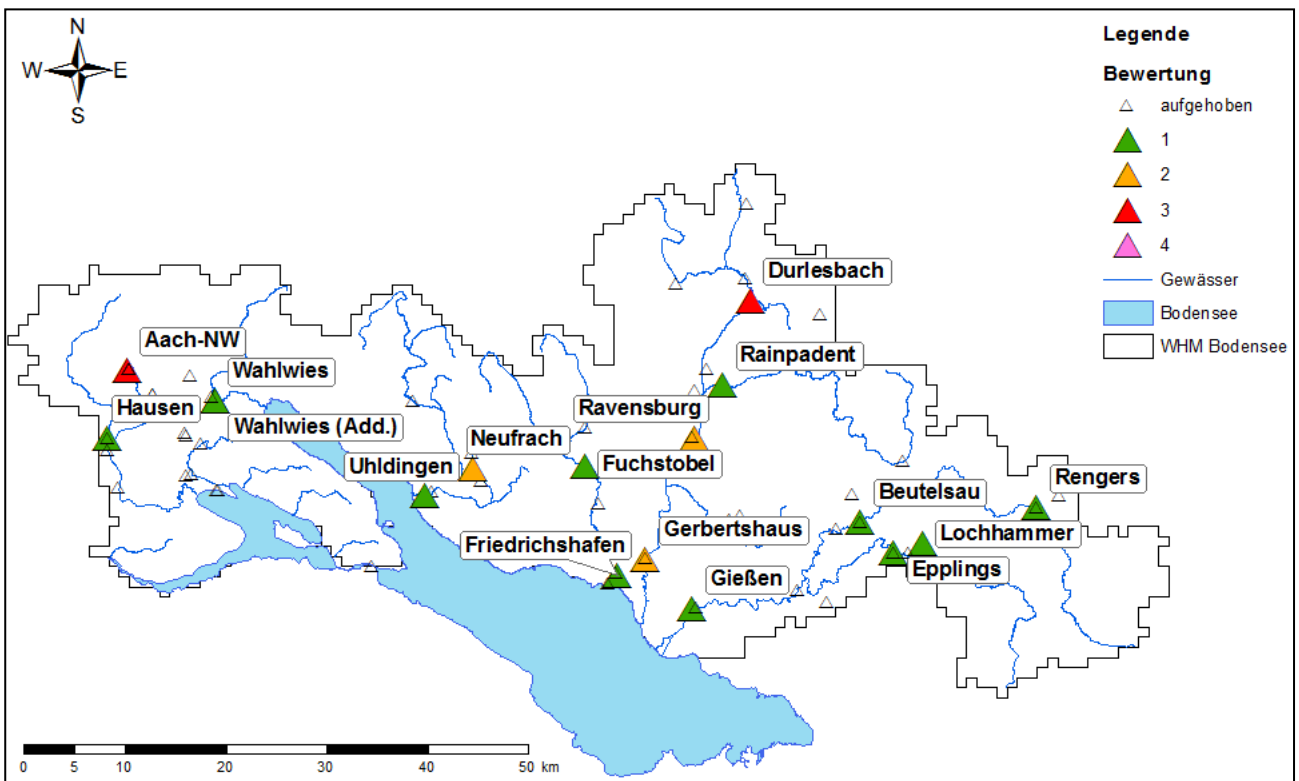 N
W E
S
Legende
Bewertung
aufgehoben
1
2
3
4
Gewässer
Bodensee
WHM Bodensee
Durlesbach
Aach-NW
Rainpadent
Wahlwies
Hausen
Ravensburg
Wahlwies (Add.)
Neufrach
Uhldingen
Fuchstobel
Rengers
Beutelsau
Gerbertshaus
Lochhammer
Friedrichshafen
Epplings
Gießen
0 5 10 20 30 40 50 km